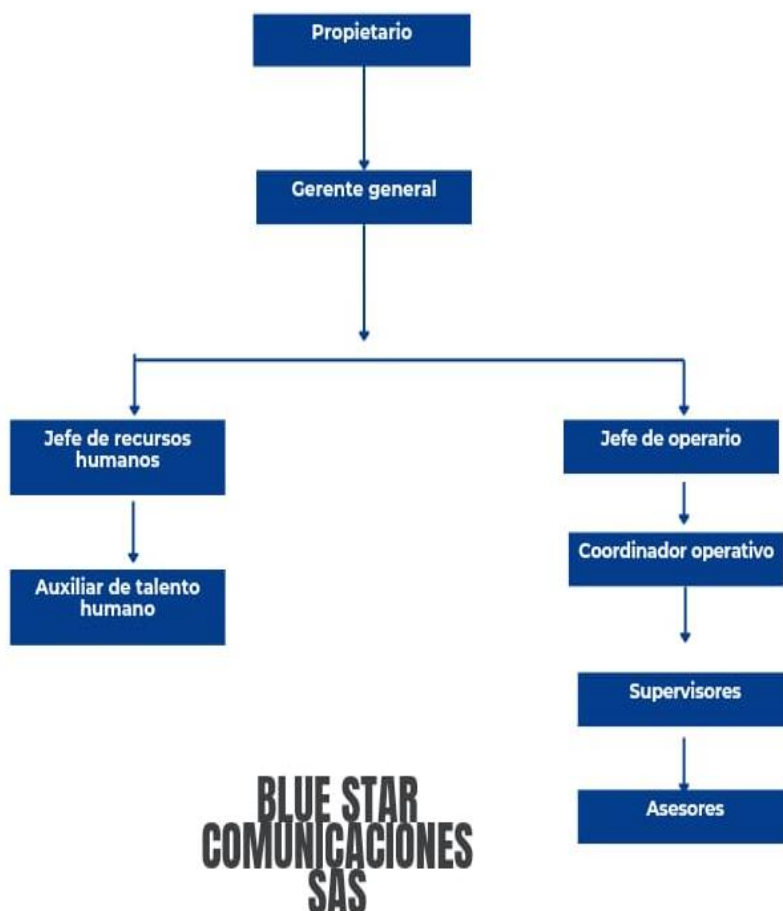 Propietario
Gerente general
Jefe de recursos
humanos
Jefe de operario
Auxiliar de talento
humano
Coordinador operativo
Supervisores
Asesores
BLUE STAR
COMUNICACIONES
SAS